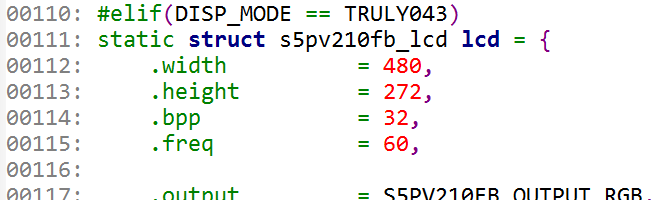 00110: #elif(DISP_MODE == TRULY043)
00111: static struct s5pv210fb_lcd lcd = {
00112:     .width          = 480,
00113:     .height         = 272,
00114:     .bpp            = 32,
00115:     .freq           = 60,
00116:
00117:     .output         = S5PV210FB_OUTPUT_RGB,